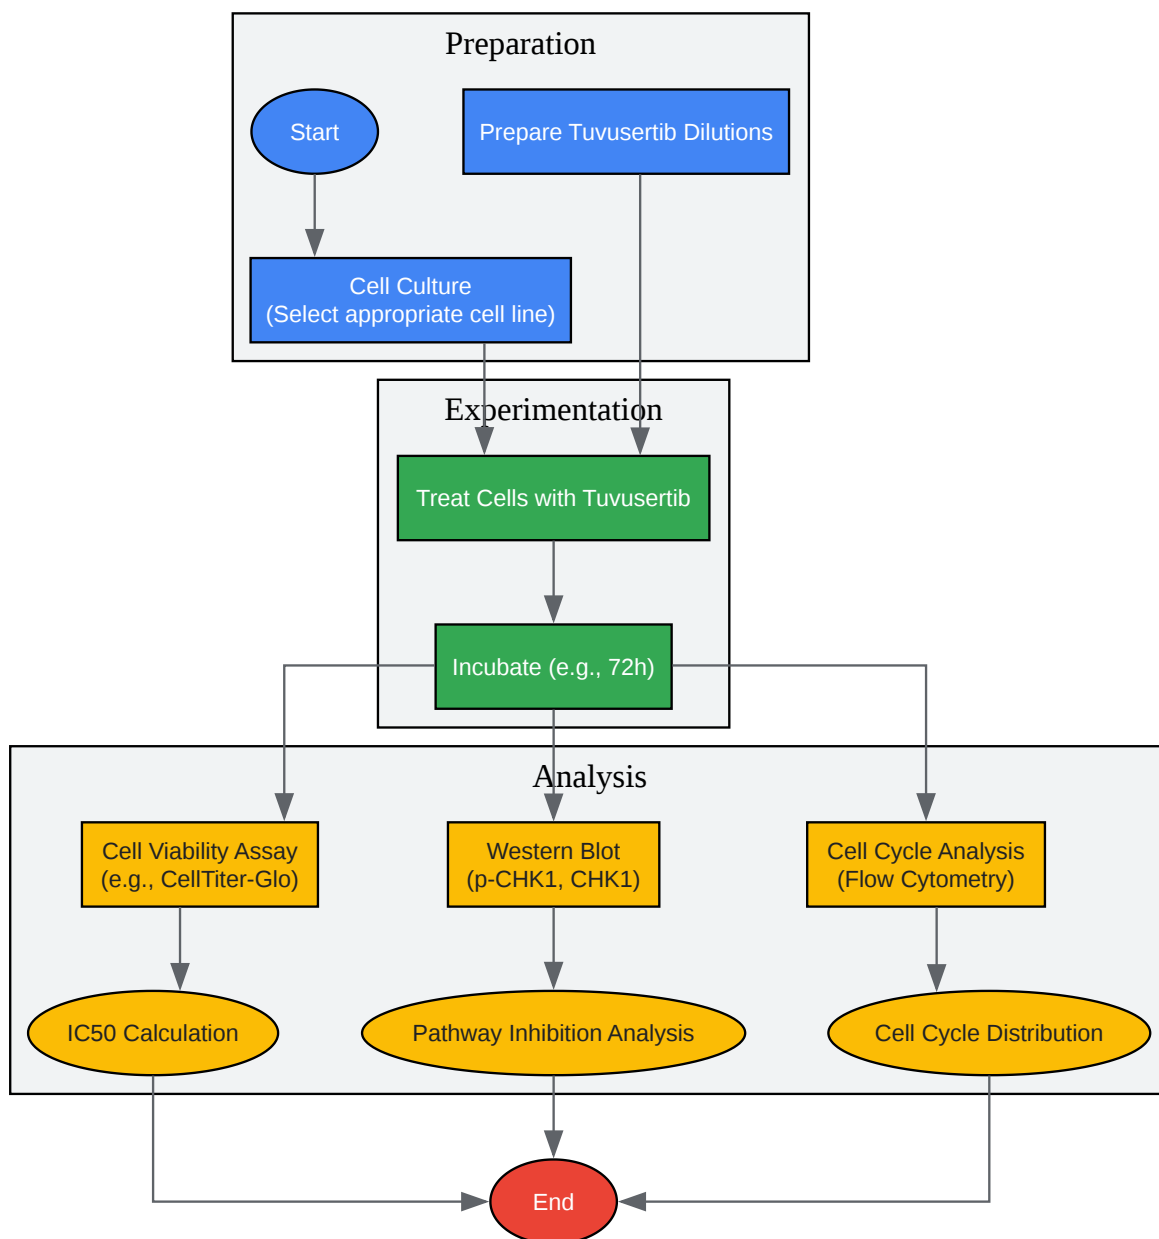 Preparation
Start
Prepare Tuvusertib Dilutions
Cell Culture
(Select appropriate cell line)
Experimentation
Treat Cells with Tuvusertib
Incubate (e.g., 72h)
Analysis
Cell Viability Assay
(e.g., CellTiter-Glo)
Western Blot
(p-CHK1, CHK1)
Cell Cycle Analysis
(Flow Cytometry)
IC50 Calculation
Pathway Inhibition Analysis
Cell Cycle Distribution
End